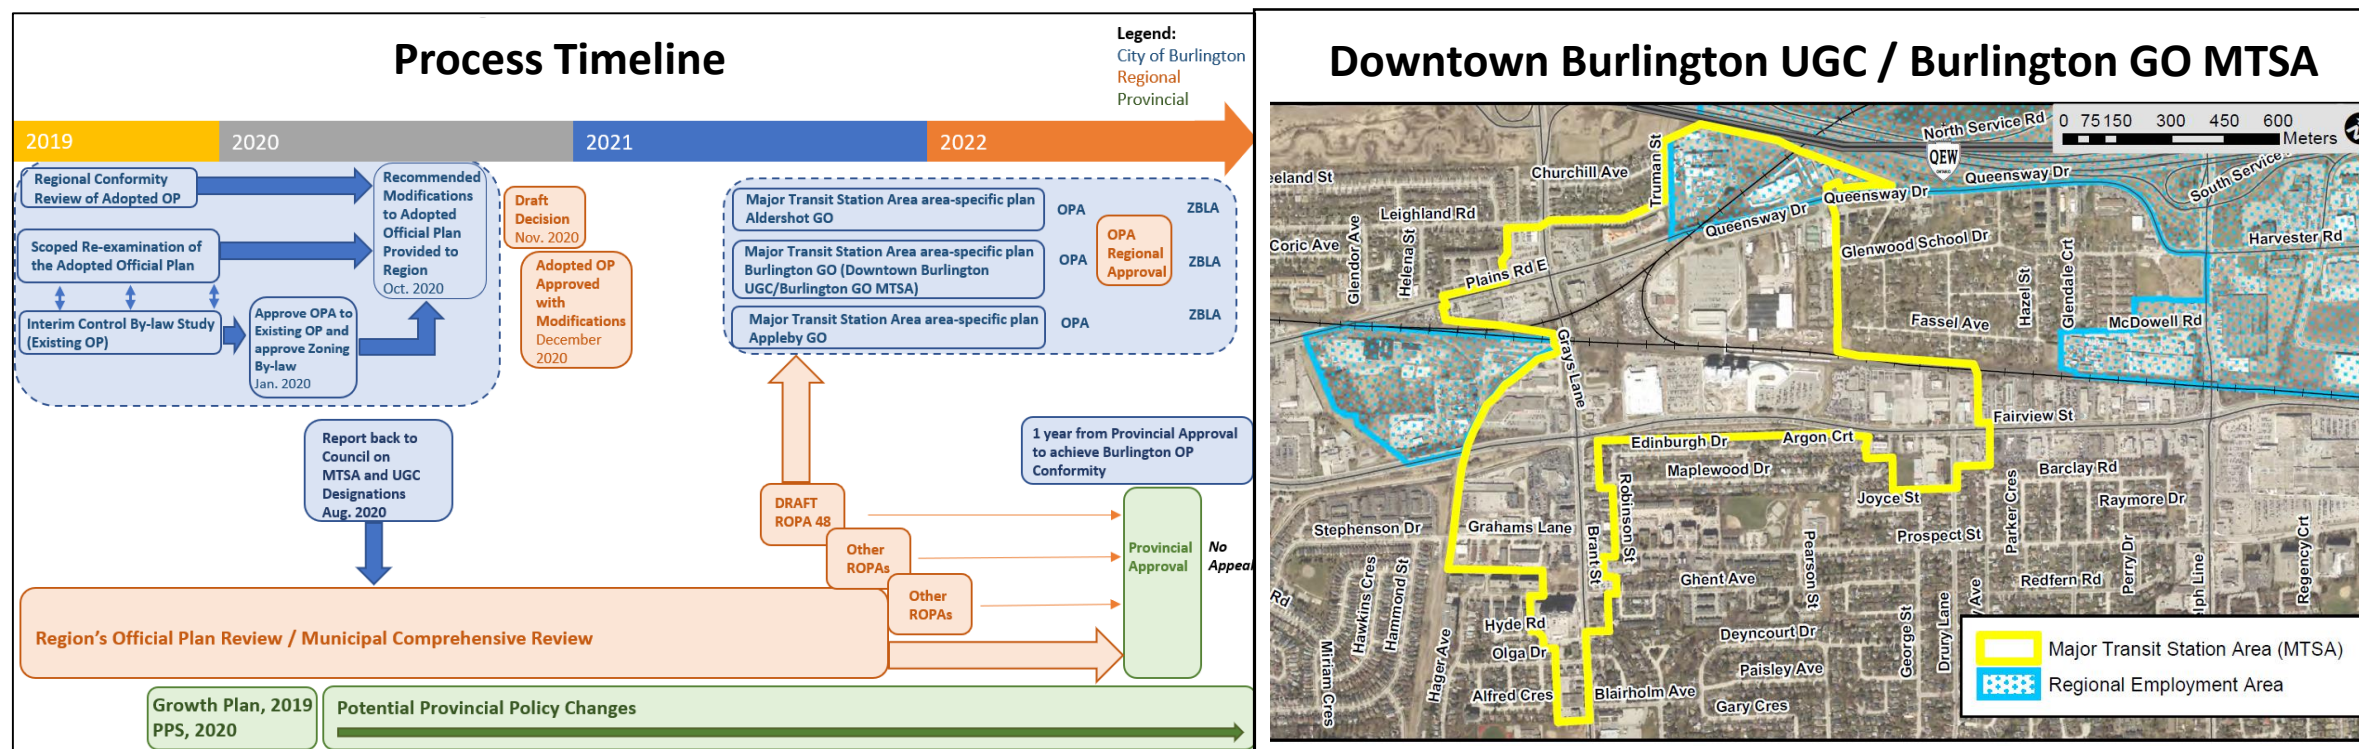 Process Timeline
Legend:
City of Burlington
Regional
Provincial
2019
2020
2021
2022
Regional Conformity
Review of Adopted OP
Scoped Re-examination of
the Adopted Official Plan
Interim Control By-law Study
(Existing OP)
Approve OPA to
Existing OP and
approve Zoning
By-law
Jan. 2020
Recommended
Modifications
to Adopted
Official Plan
Provided to
Region
Oct. 2020
Draft
Decision
Nov. 2020
Adopted OP
Approved
with
Modifications
December
2020
Major Transit Station Area area-specific plan
Aldershot GO
OPA
ZBLA
Major Transit Station Area area-specific plan
Burlington GO (Downtown Burlington
UGC/Burlington GO MTSA)
OPA
ZBLA
Major Transit Station Area area-specific plan
Appleby GO
OPA
ZBLA
OPA
Regional
Approval
Report back to
Council on
MTSA and UGC
Designations
Aug. 2020
1 year from Provincial Approval
to achieve Burlington OP
Conformity
DRAFT
ROPA 48
Other
ROPAs
Other
ROPAs
Provincial
Approval
No
Appeal
Region's Official Plan Review / Municipal Comprehensive Review
Growth Plan, 2019
PPS, 2020
Potential Provincial Policy Changes
Downtown Burlington UGC / Burlington GO MTSA
0 75 150 300 450 600
Meters
North Service Rd
QEW
South Service
Queensway Dr
Queensway Dr
Queensway Dr
Truman St
Churchill Ave
eeland St
Leighland Rd
Coric Ave
Glendor Ave
Helena St
Plains Rd E
Glenwood School Dr
Harvester Rd
Hazel St
Glendale Crt
Fassel Ave
McDowell Rd
Grays Lane
Fairview St
Edinburgh Dr
Argon Crt
Maplewood Dr
Barclay Rd
Joyce St
Raymore Dr
Robinson St
Parker Cres
Stephenson Dr
Grahams Lane
Brant St
Pearson St
Prospect St
Hawkins Cres
Hammond St
Ghent Ave
Redfern Rd
Perry Dr
lph Line
Regency Crt
Rd
Hyde Rd
Deyncourt Dr
George St
Drury Lane
y Ave
Olga Dr
Paisley Ave
Miriam Cres
Hager Ave
Alfred Cres
Blairholm Ave
Gary Cres
Major Transit Station Area (MTSA)
Regional Employment Area